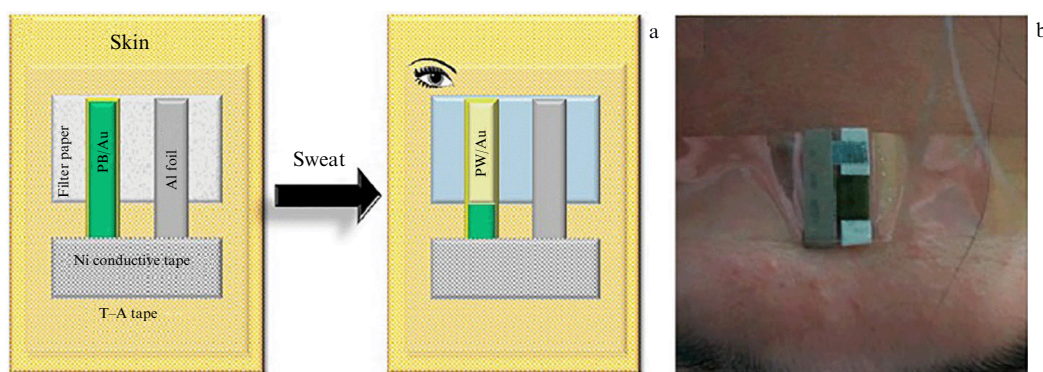 Skin
Filter paper
PB/Au
Al foil
Ni conductive tape
T–A tape
Sweat
PW/Au
a
b